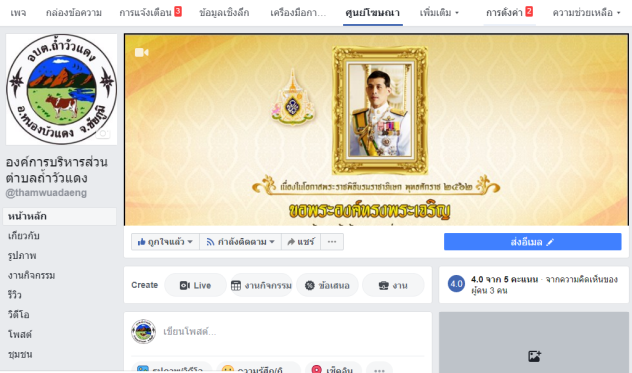 เพจ กล่องข้อความ การแจ้งเตือน 3 ข้อมูลเชิงลึก เครื่องมือกา... ศูนย์โฆษณา เพิ่มเติม การตั้งค่า 2 ความช่วยเหลือ
อบต.ถ้ำวัวแดง
อ.หนองบัวแดง จ.ชัยภูมิ
องค์การบริหารส่วน
ตำบลถ้ำวัวแดง
@thamwuadaeng
หน้าหลัก
เกี่ยวกับ
รูปภาพ
งานกิจกรรม
รีวิว
วิดีโอ
โพสต์
ชุมชน
เนื่องในโอกาสพระราชพิธีบรมราชาภิเษก พุทธศักราช ๒๕๖๒
ขอพระองค์ทรงพระเจริญ
ถูกใจแล้ว กำลังติดตาม แชร์ ...
ส่งอีเมล
Create Live งานกิจกรรม ข้อเสนอ งาน
4.0 4.0 จาก 5 คะแนน · จากความคิดเห็นของ
ผู้คน 3 คน
เขียนโพสต์...
รูปภาพ/วิดีโอ ความรู้สึก/กิ... เช็คอิน ...